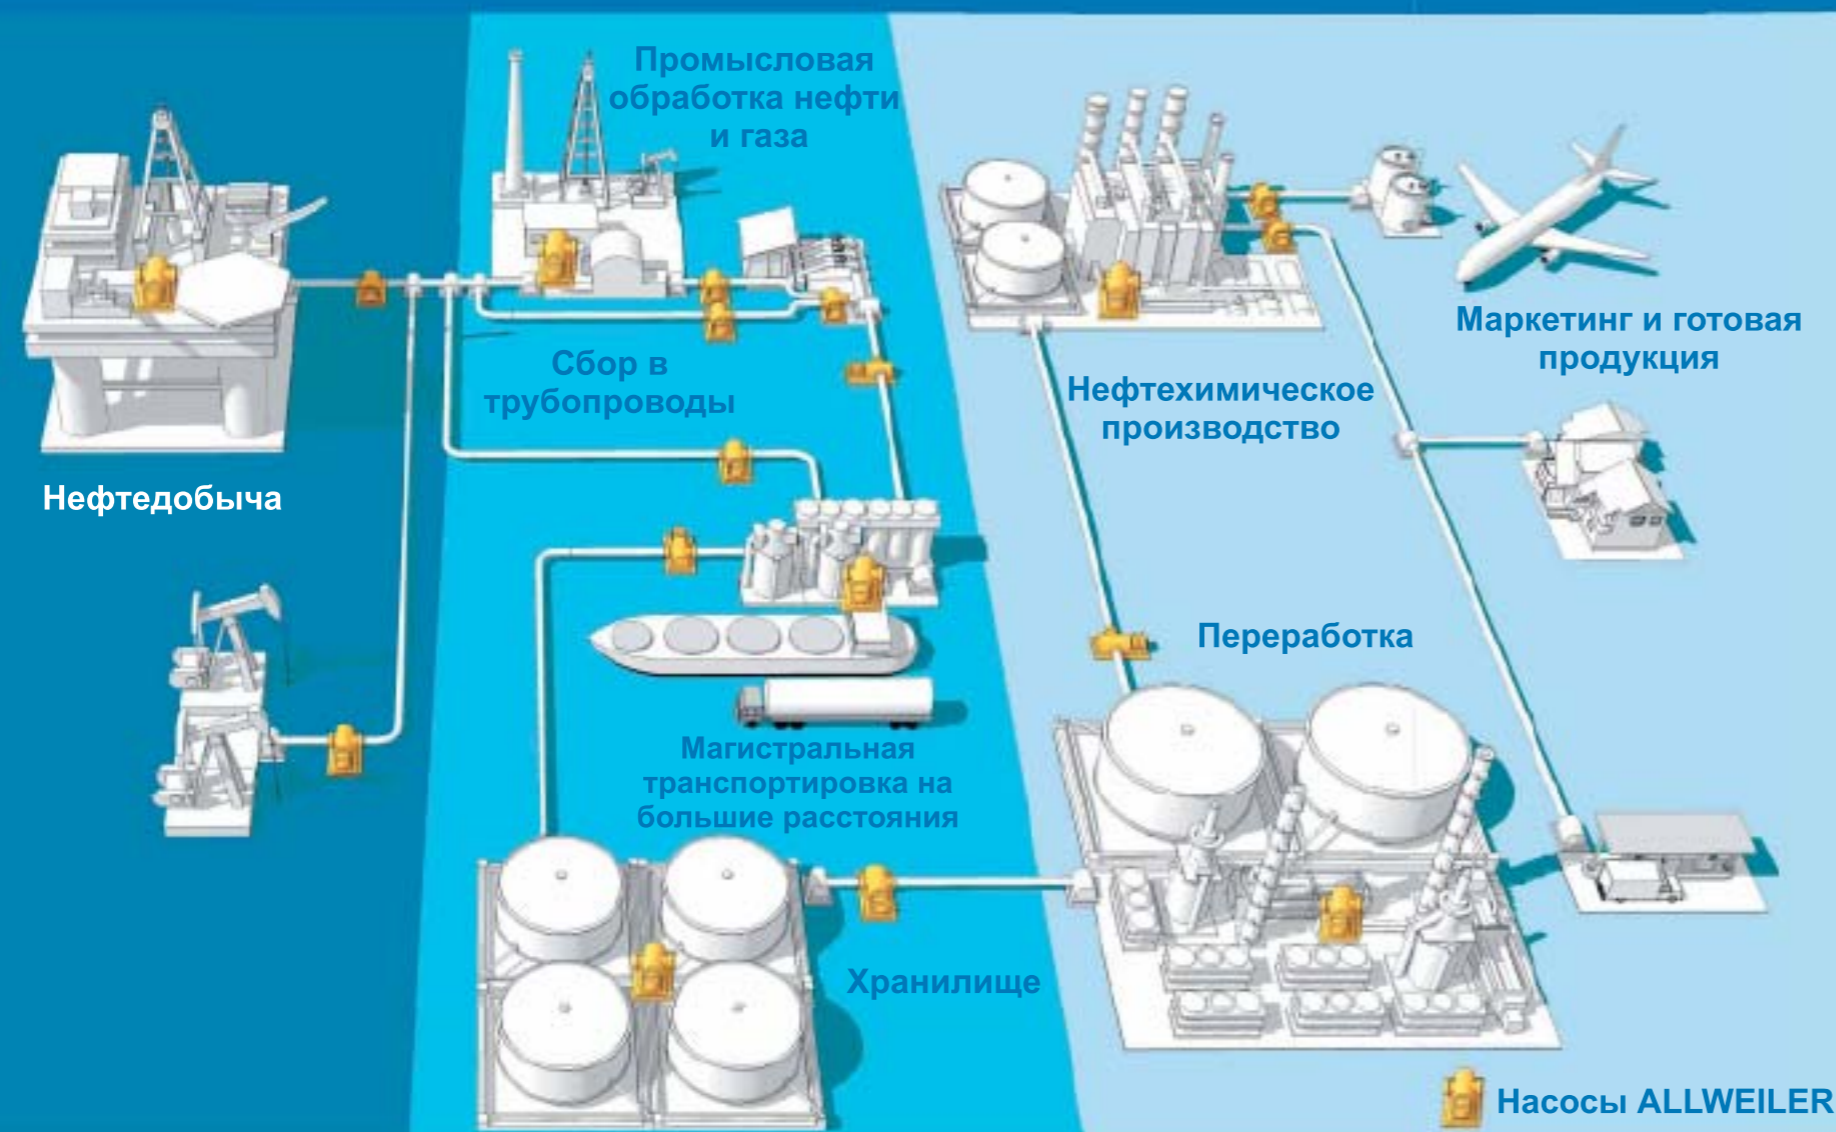 Промысловая
обработка нефти
и газа
Сбор в
трубопроводы
Нефтедобыча
Маркетинг и готовая
продукция
Нефтехимическое
производство
Переработка
Магистральная
транспортировка на
большие расстояния
Хранилище
Насосы ALLWEILER